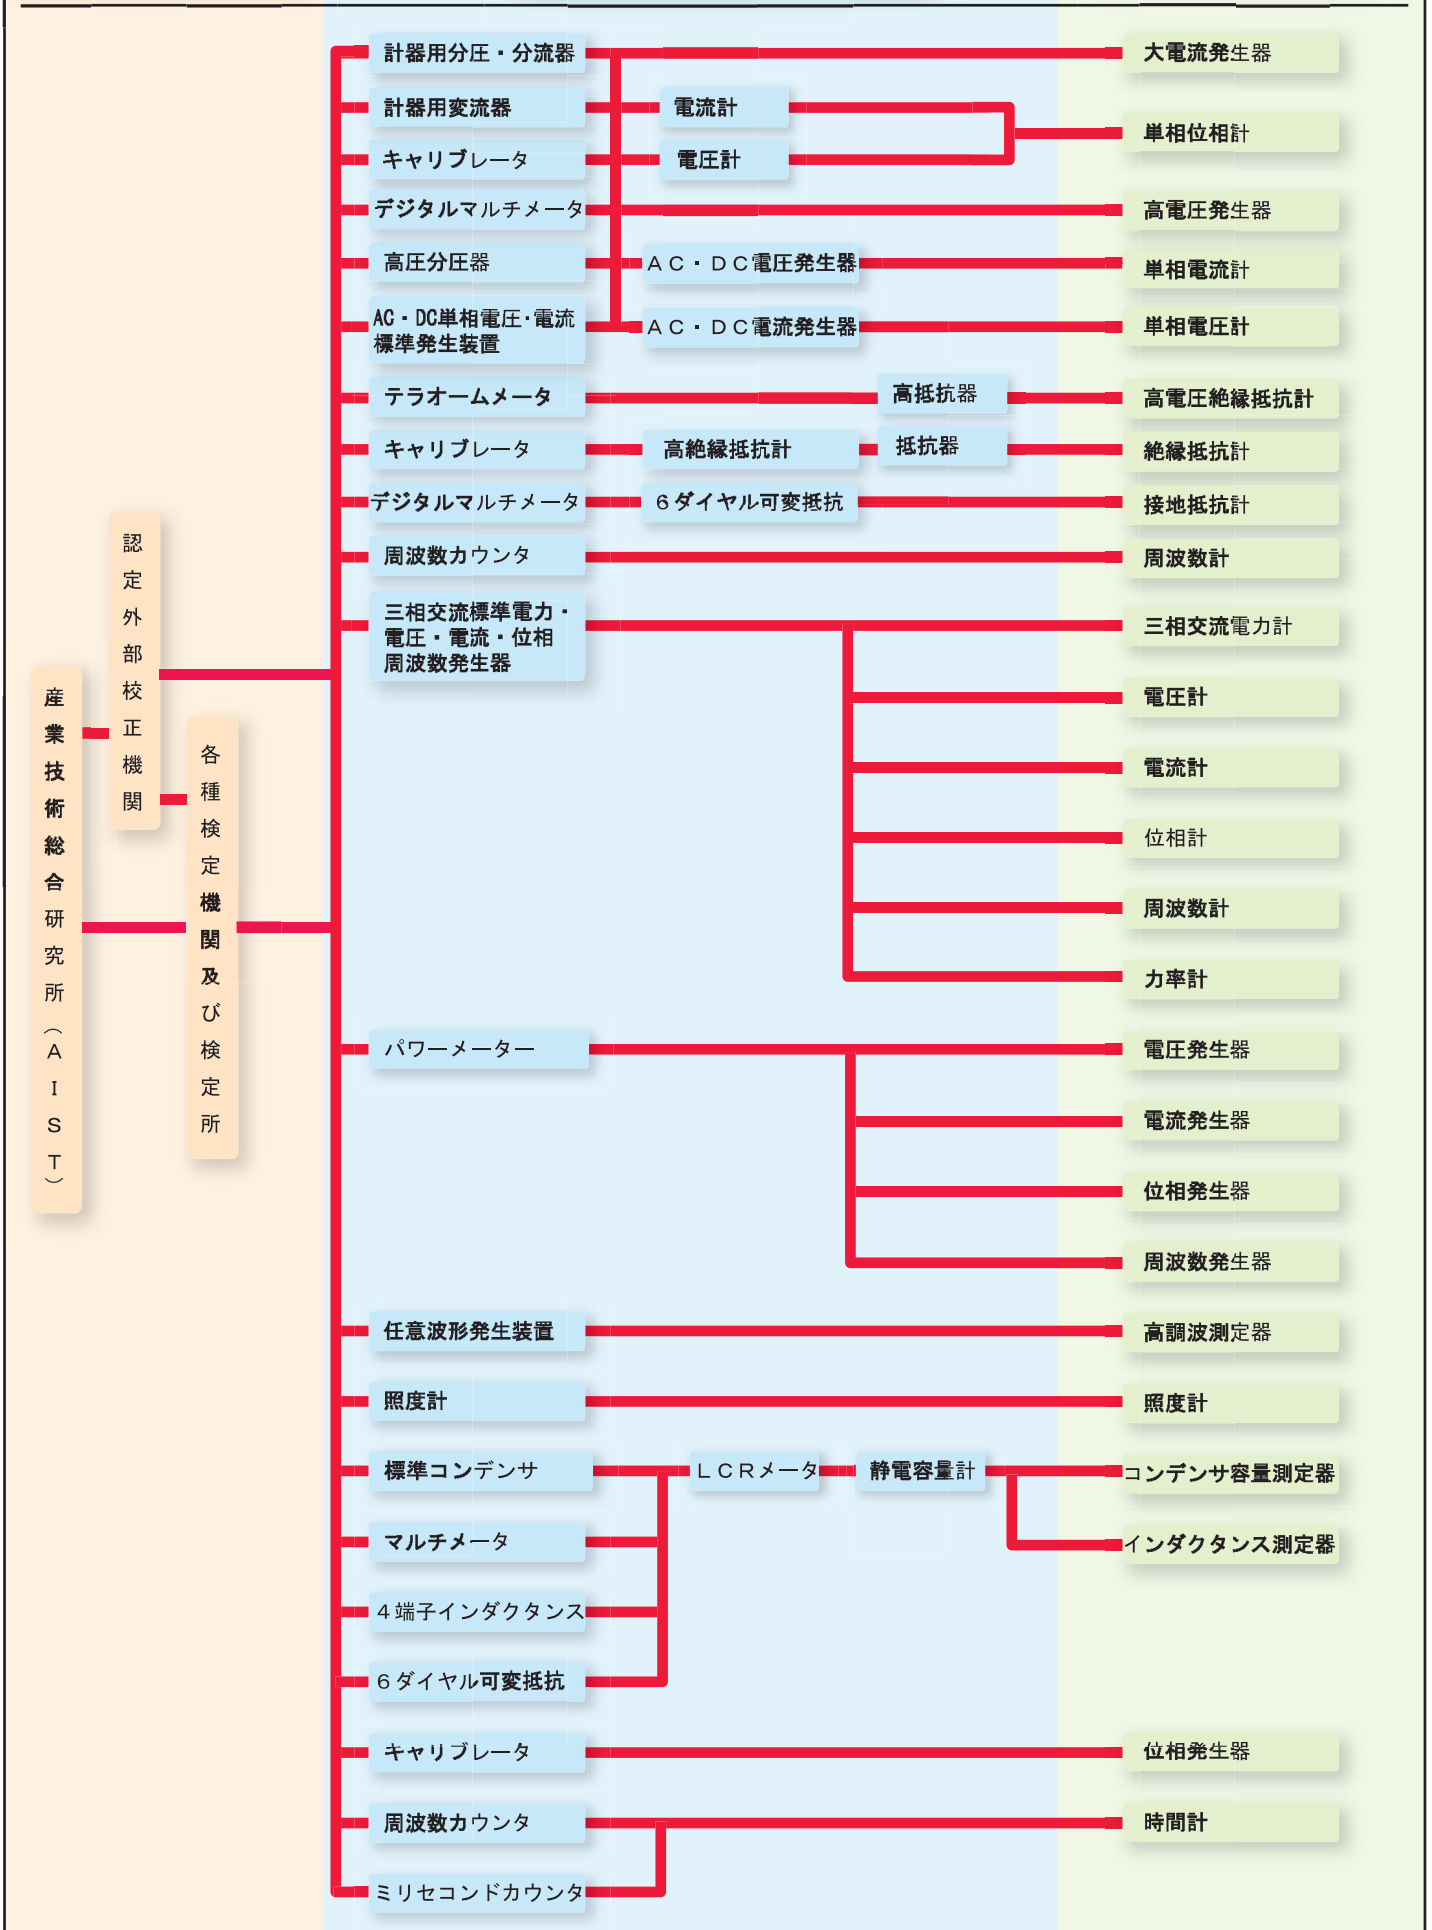 産業技術総合研究所（ＡＩＳＴ）
認定外部校正機関
各種検定機関及び検定所
計器用分圧・分流器
大電流発生器
計器用変流器
電流計
単相位相計
キャリブレータ
電圧計
デジタルマルチメータ
高電圧発生器
高圧分圧器
ＡＣ・ＤＣ電圧発生器
単相電流計
AC・DC単相電圧・電流
標準発生装置
ＡＣ・ＤＣ電流発生器
単相電圧計
テラオームメータ
高抵抗器
高電圧絶縁抵抗計
キャリブレータ
高絶縁抵抗計
抵抗器
絶縁抵抗計
デジタルマルチメータ
６ダイヤル可変抵抗
接地抵抗計
周波数カウンタ
周波数計
三相交流標準電力・
電圧・電流・位相
周波数発生器
三相交流電力計
電圧計
電流計
位相計
周波数計
力率計
パワーメーター
電圧発生器
電流発生器
位相発生器
周波数発生器
任意波形発生装置
高調波測定器
照度計
照度計
標準コンデンサ
ＬＣＲメータ
静電容量計
コンデンサ容量測定器
マルチメータ
インダクタンス測定器
４端子インダクタンス
６ダイヤル可変抵抗
キャリブレータ
位相発生器
周波数カウンタ
時間計
ミリセコンドカウンタ